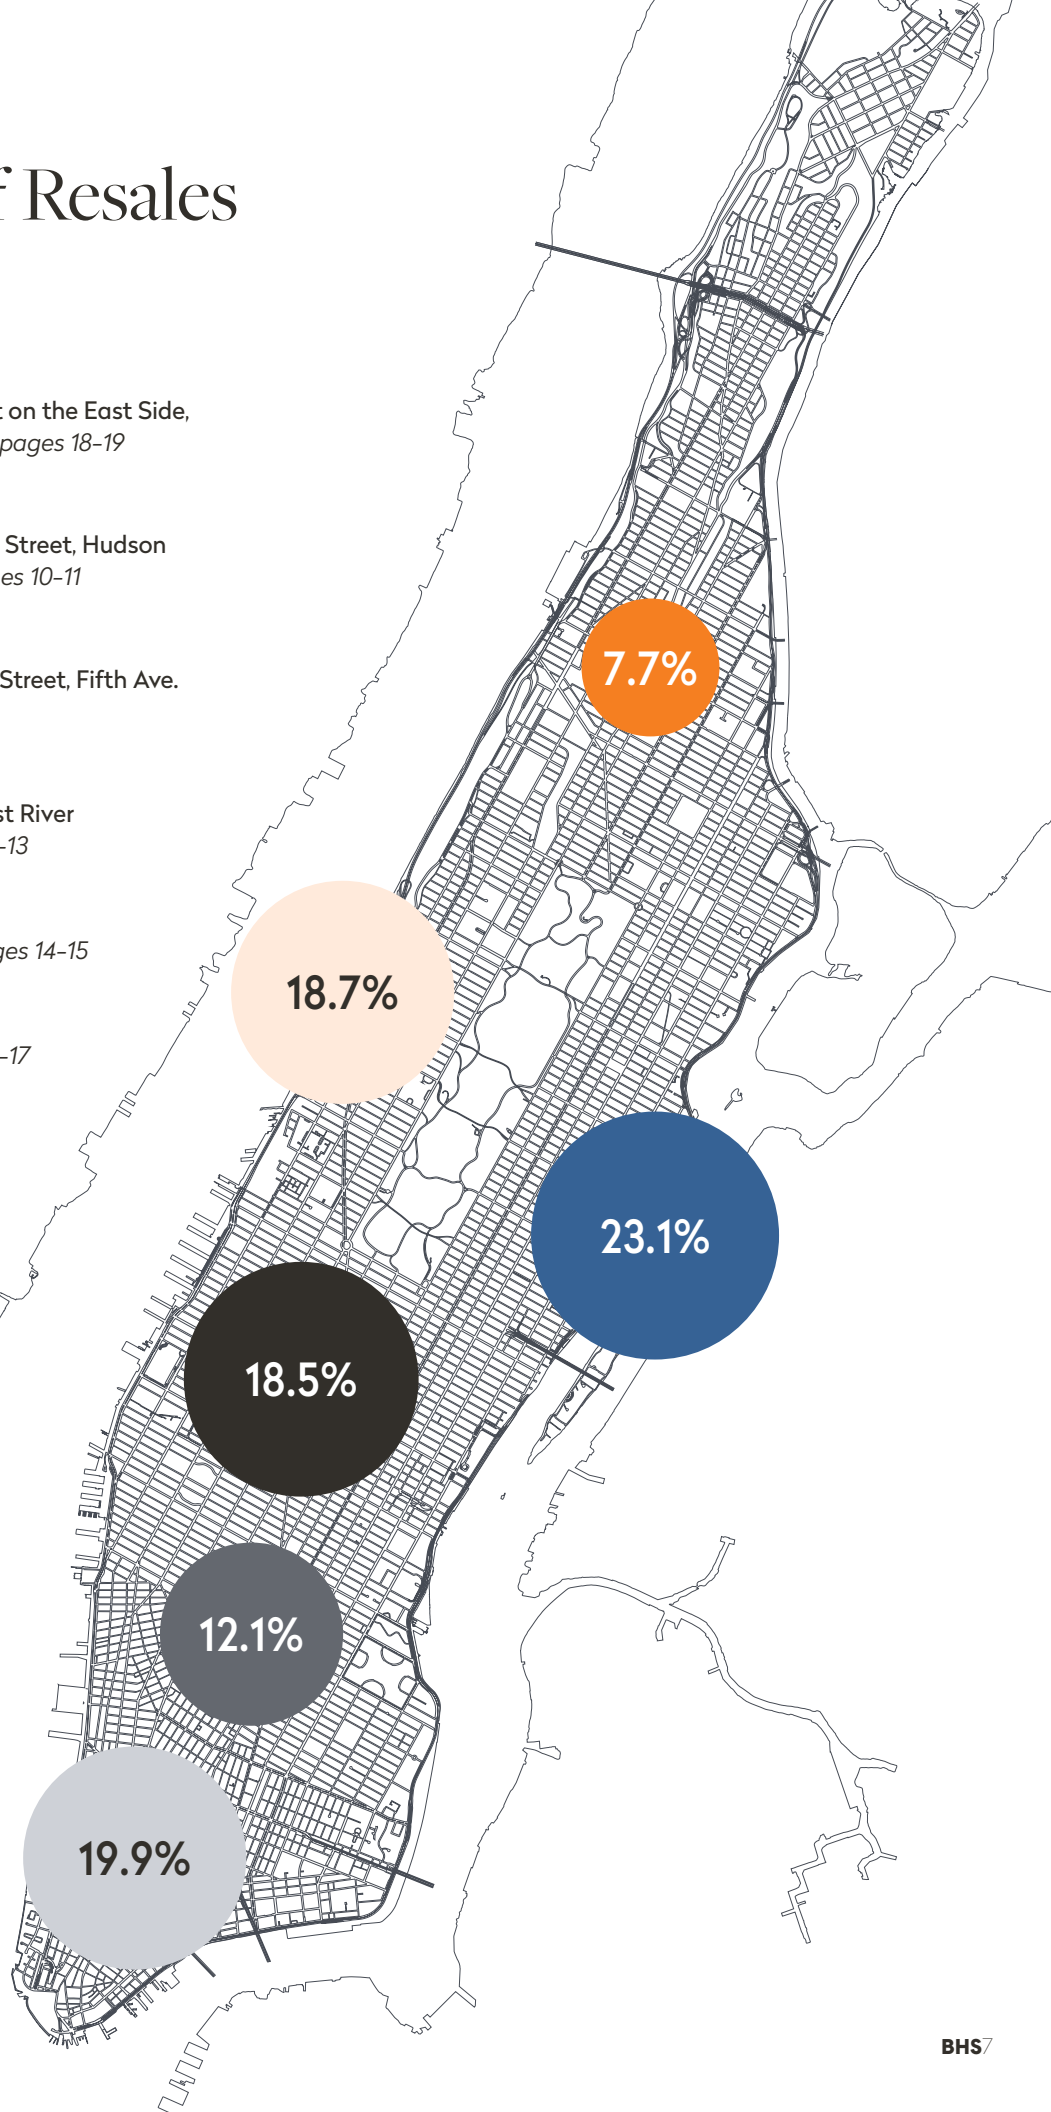 f Resales
t on the East Side,
pages 18–19
Street, Hudson
es 10–11
Street, Fifth Ave.
st River
–13
ges 14–15
–17
7.7%
18.7%
23.1%
18.5%
12.1%
19.9%
BHS7